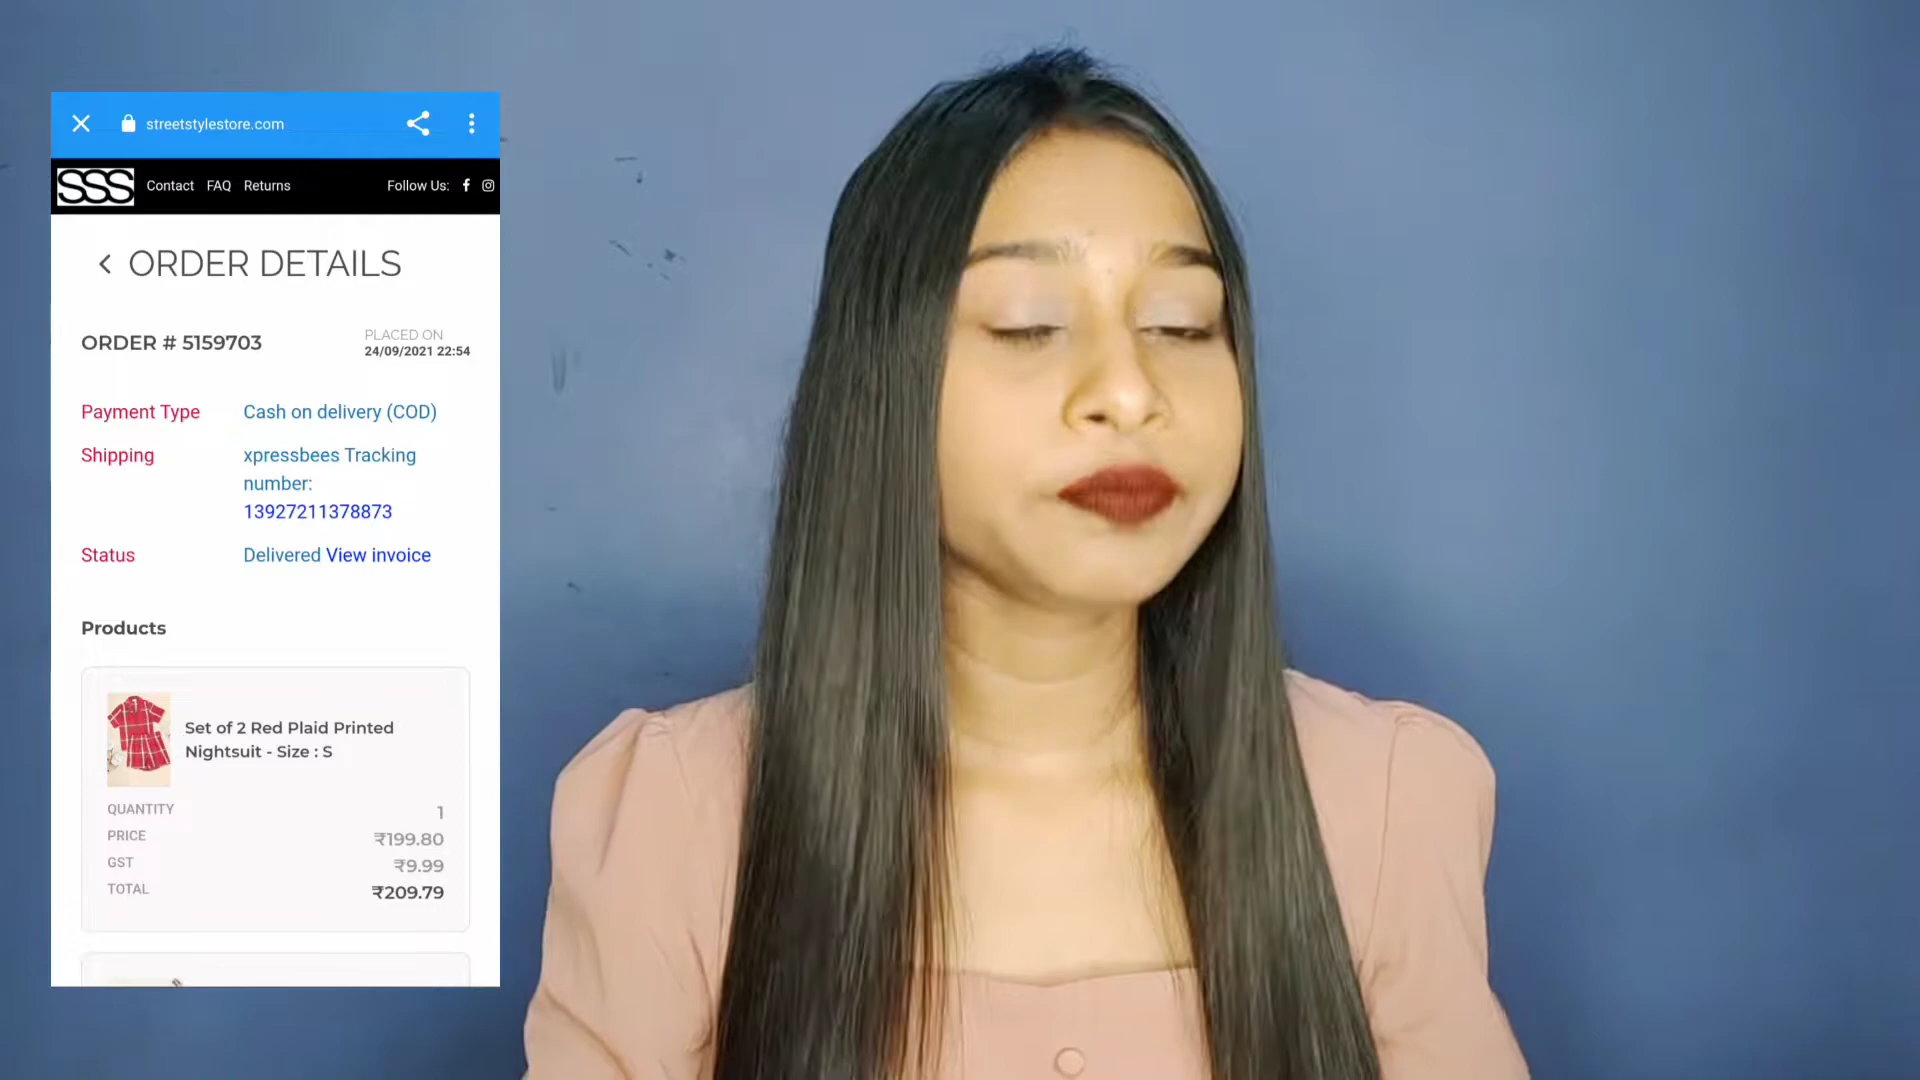 streetstylestore.com
SSS Contact FAQ Returns Follow Us:
ORDER DETAILS
ORDER # 5159703
PLACED ON
24/09/2021 22:54
Payment Type Cash on delivery (COD)
Shipping xpressbees Tracking
number:
13927211378873
Status Delivered View invoice
Products
Set of 2 Red Plaid Printed
Nightsuit - Size : S
QUANTITY 1
PRICE ₹199.80
GST ₹9.99
TOTAL ₹209.79